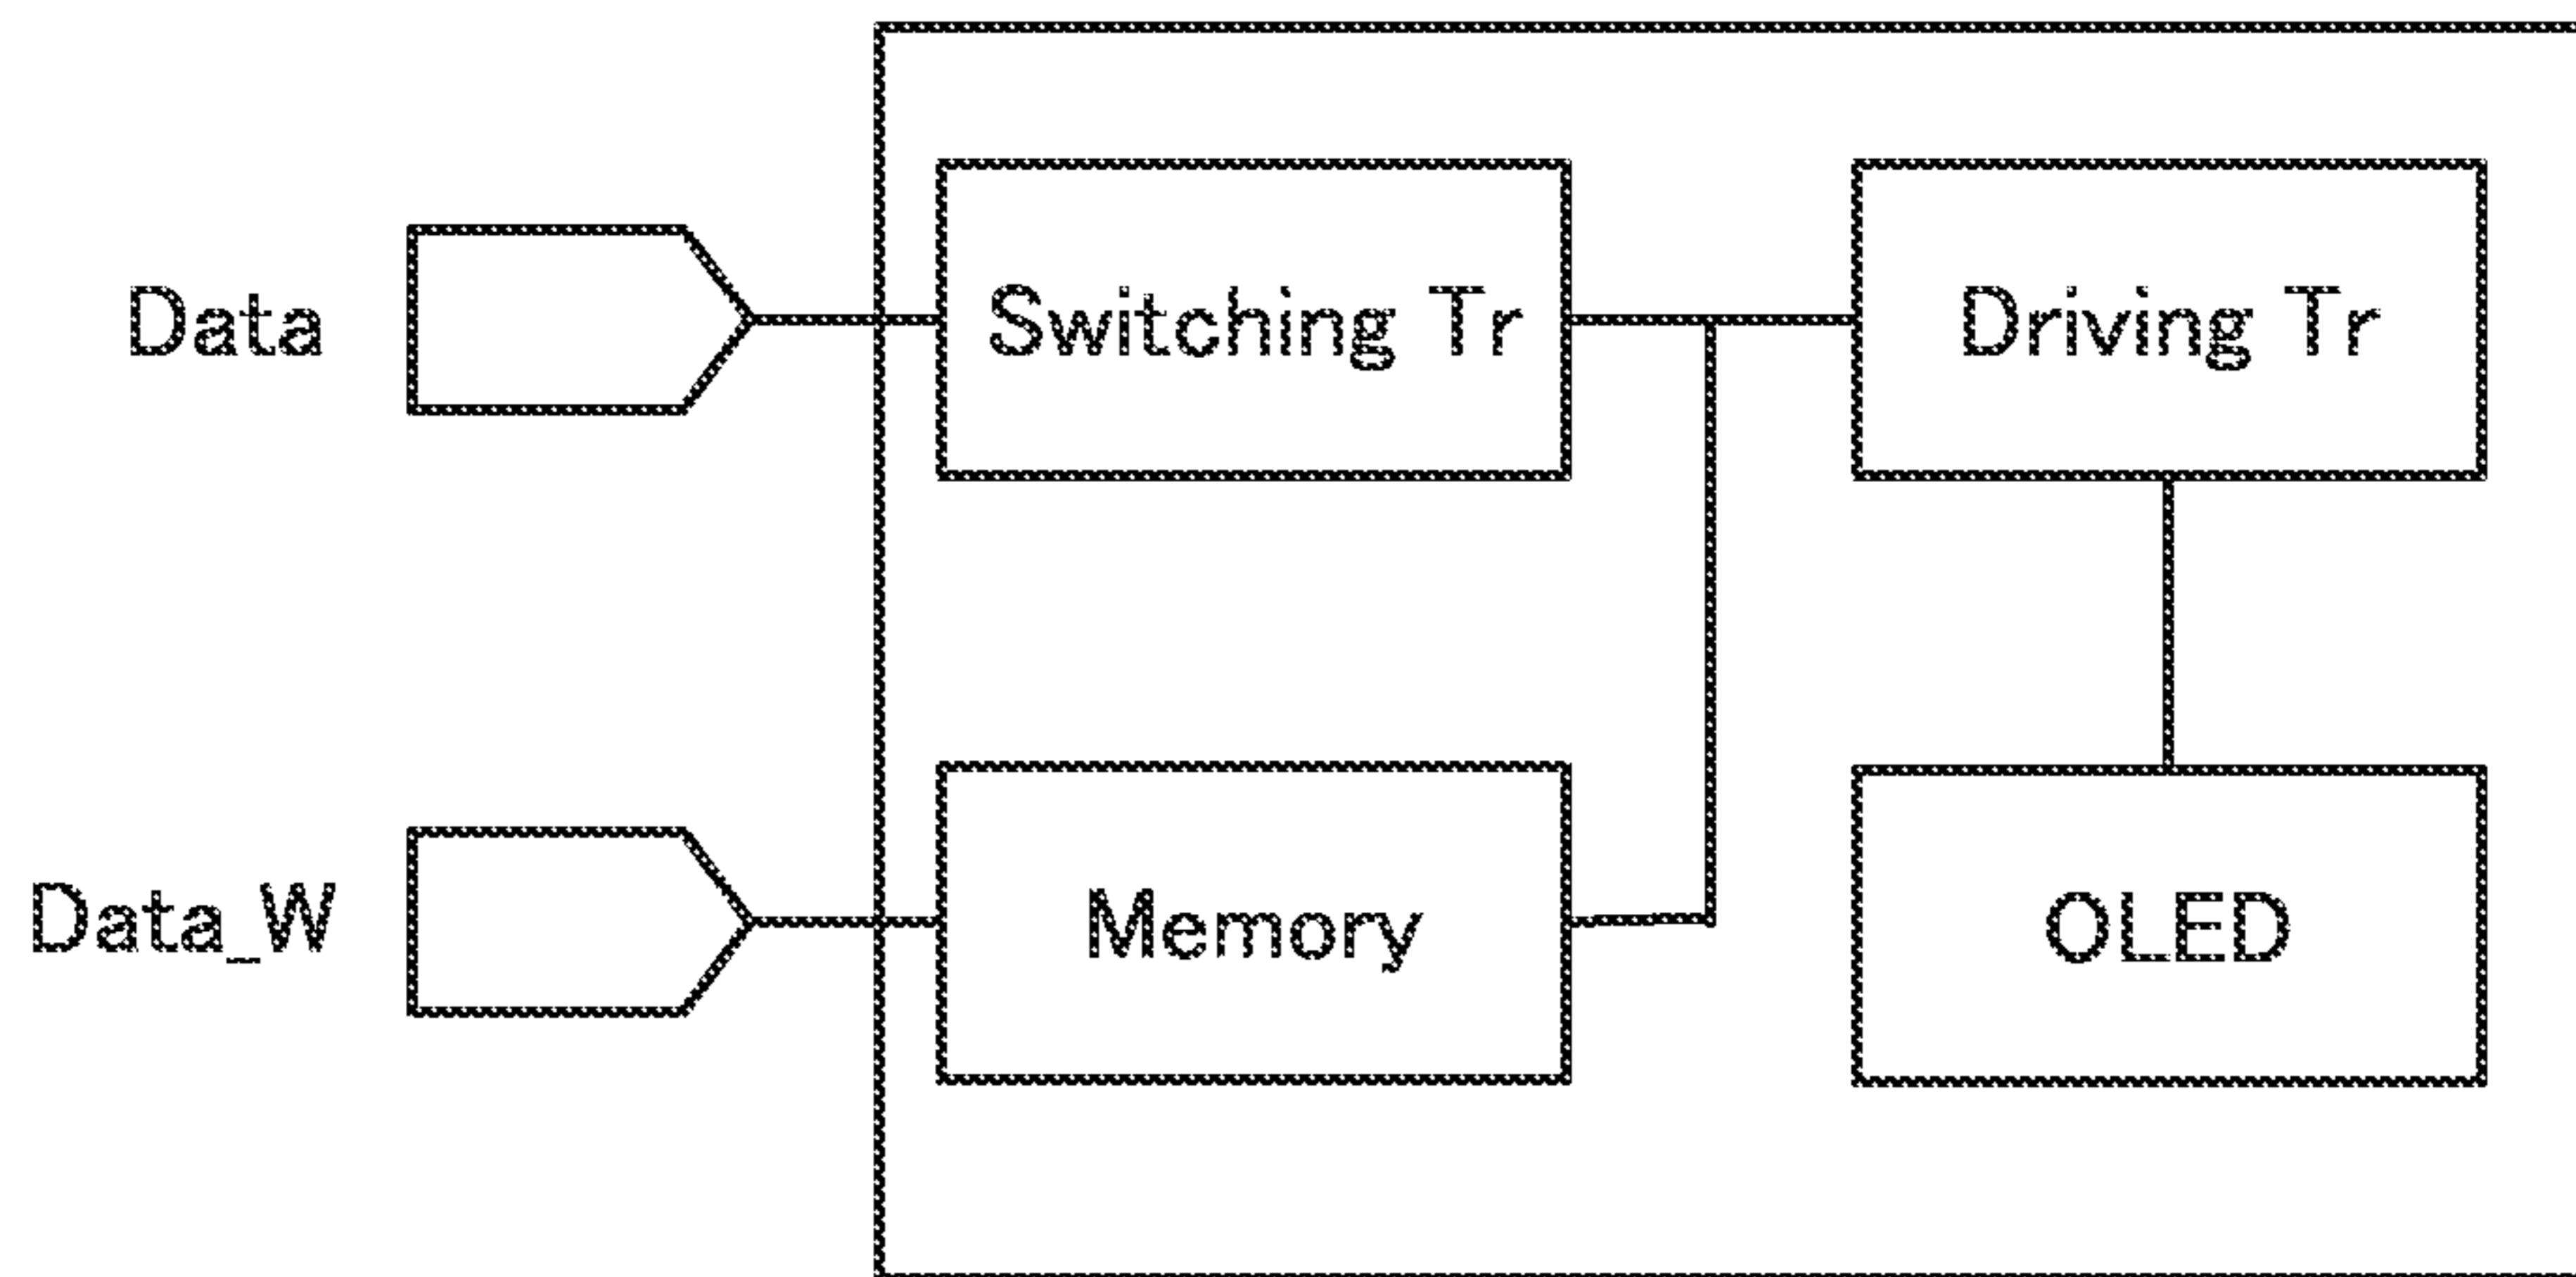 Data
Switching Tr
Driving Tr
Data_W
Memory
OLED